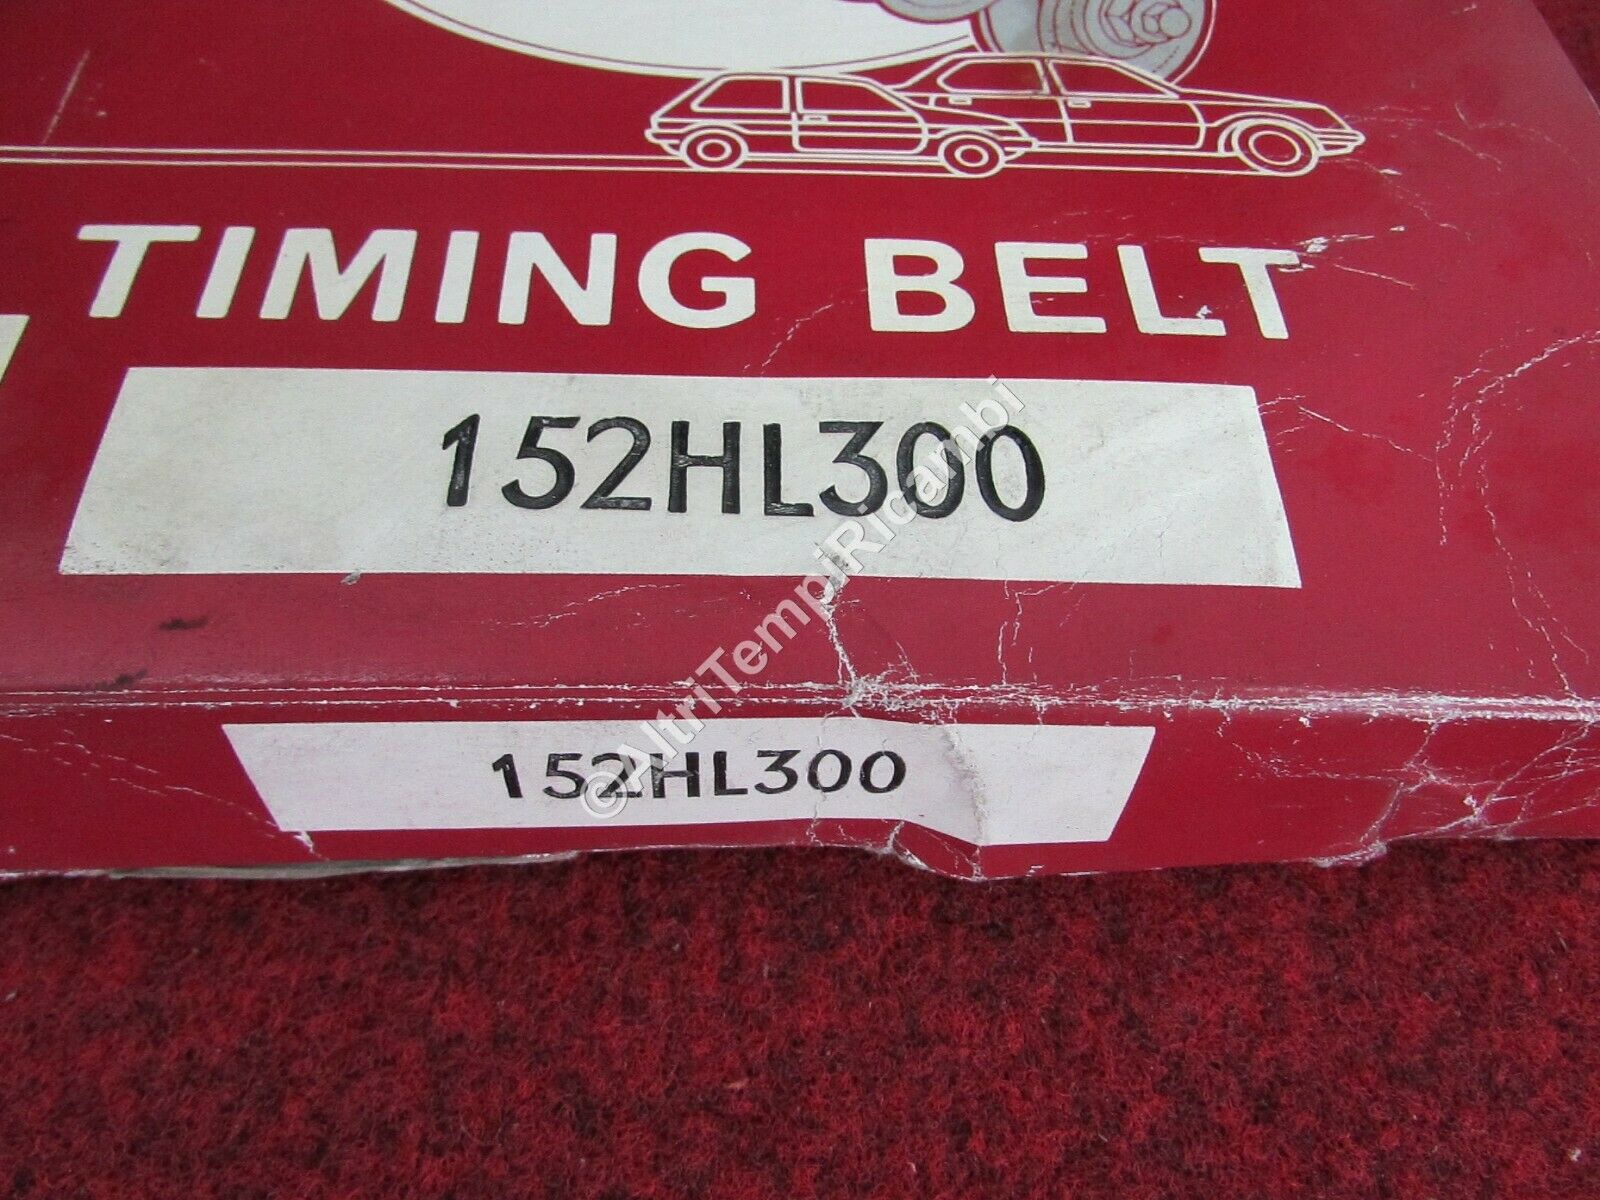 TIMING BELT
152HL300
152HL300
©AltriTempiRicambi